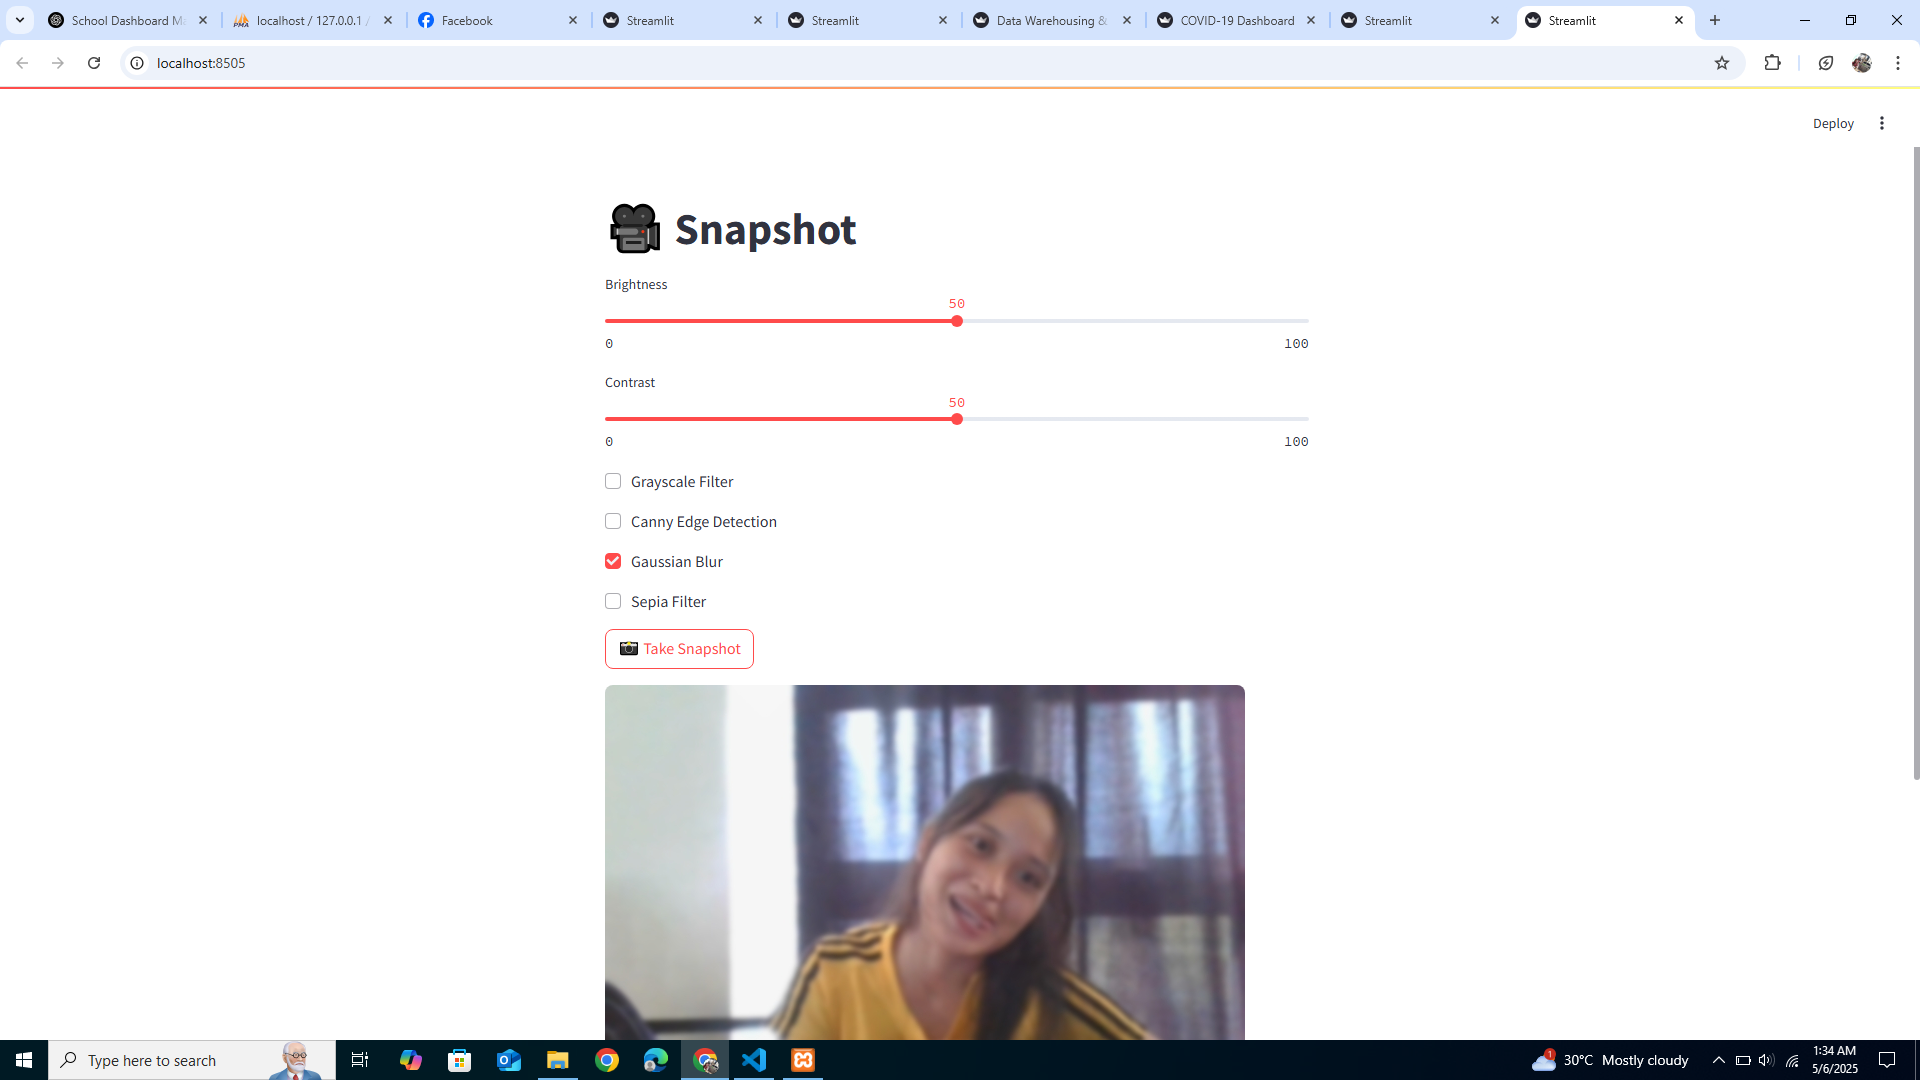 School Dashboard Ma
localhost / 127.0.0.1 /
Facebook
Streamlit
Streamlit
Data Warehousing &
COVID-19 Dashboard
Streamlit
Streamlit
localhost:8505
Deploy
Snapshot
Brightness
50
0 100
Contrast
50
0 100
Grayscale Filter
Canny Edge Detection
Gaussian Blur
Sepia Filter
Take Snapshot
Type here to search
1
30°C Mostly cloudy
1:34 AM
5/6/2025